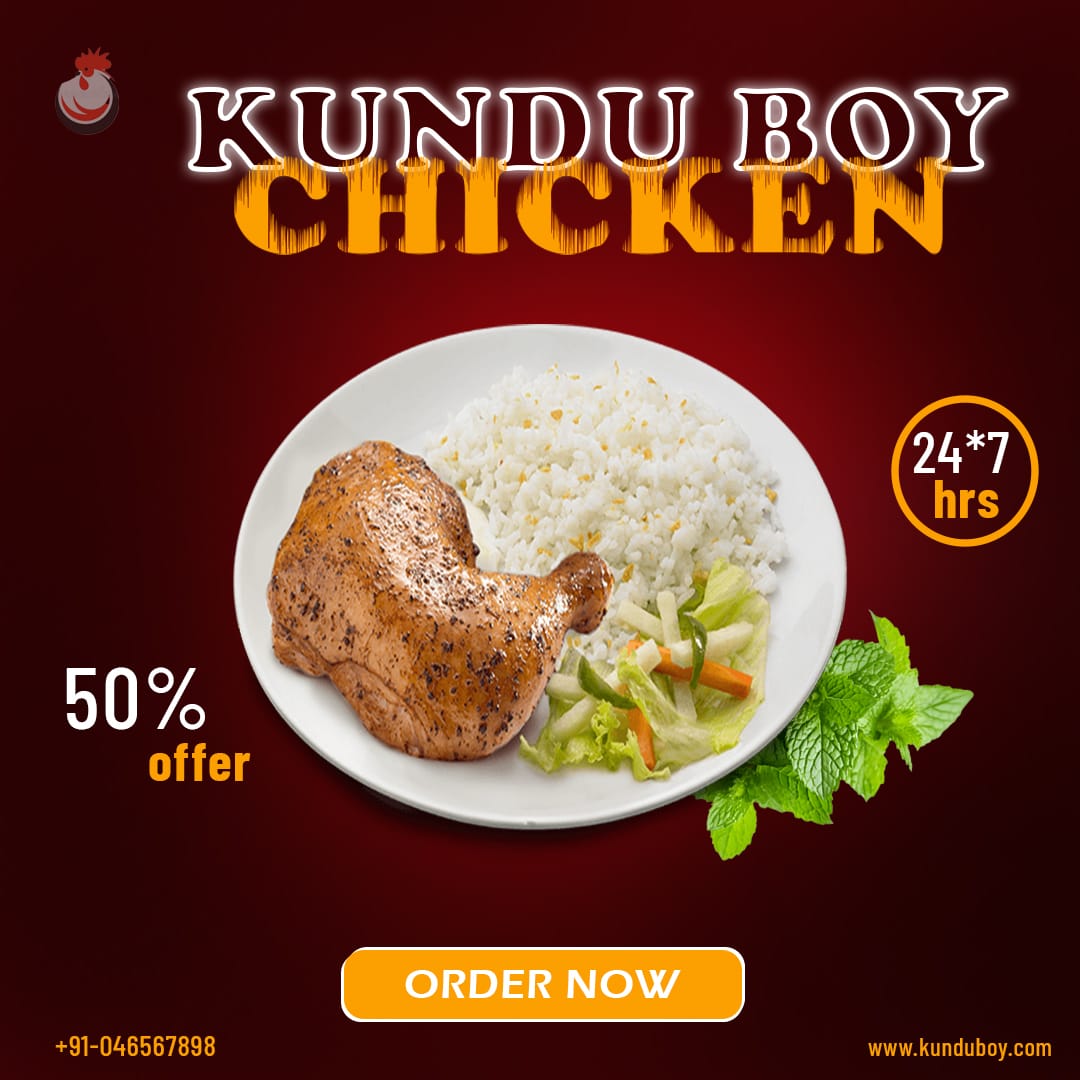 KUNDU BOY
CHICKEN
24*7
hrs
50%
offer
ORDER NOW
+91-046567898
www.kunduboy.com